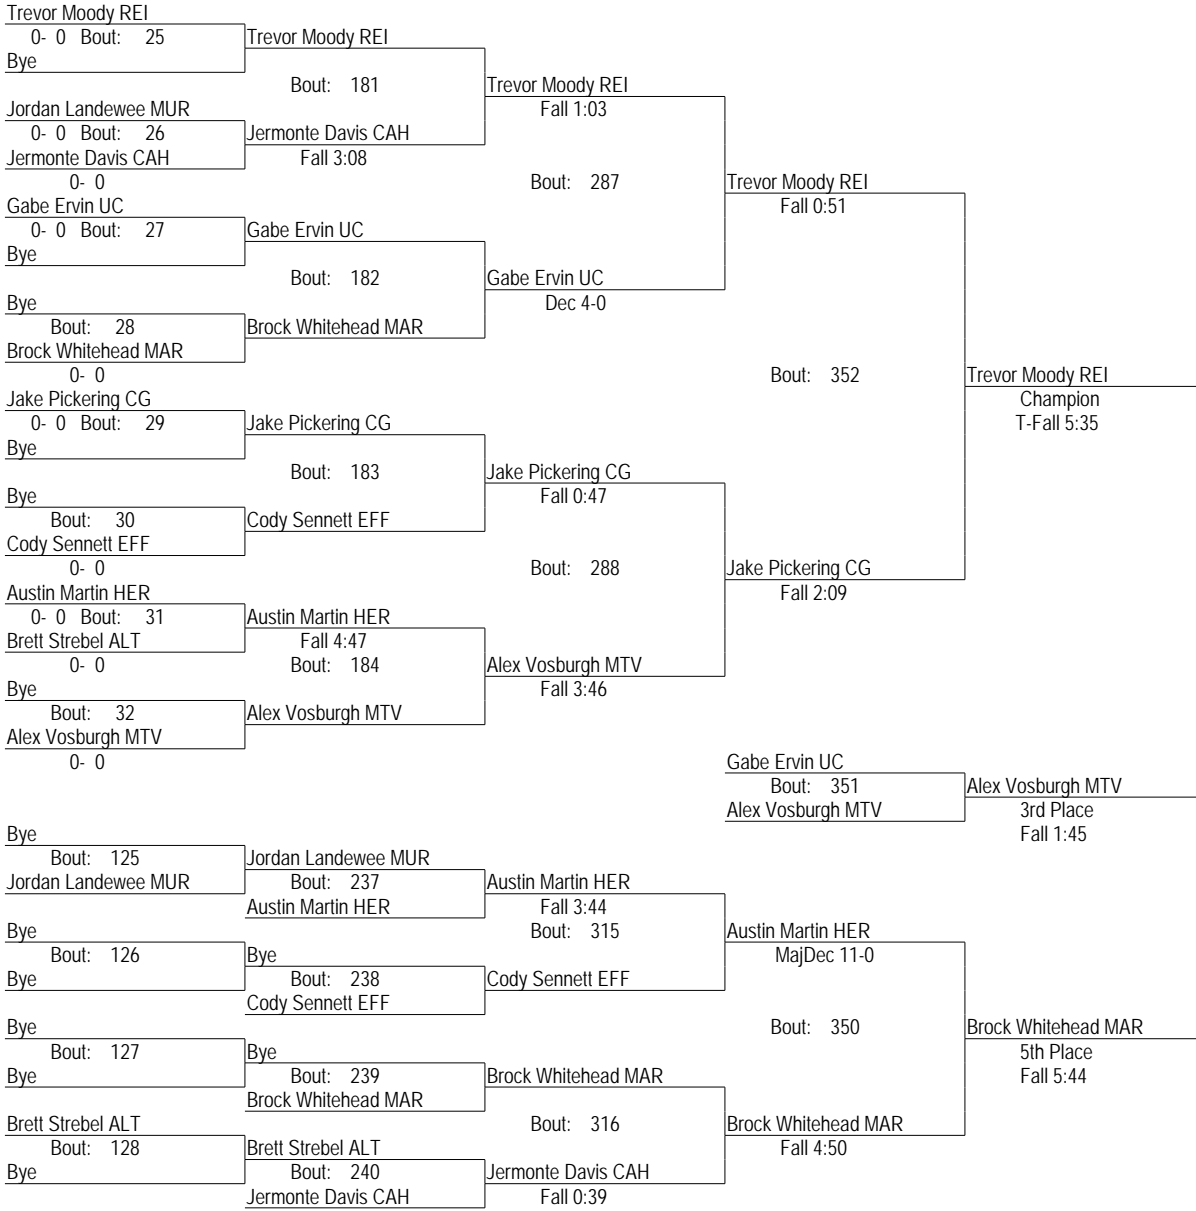 Trevor Moody REI
0- 0 Bout: 25 Trevor Moody REI
Bye
Bout: 181 Trevor Moody REI
Jordan Landewee MUR Fall 1:03
0- 0 Bout: 26 Jermonte Davis CAH
Jermonte Davis CAH Fall 3:08
0- 0 Bout: 287 Trevor Moody REI
Gabe Ervin UC Fall 0:51
0- 0 Bout: 27 Gabe Ervin UC
Bye
Bout: 182 Gabe Ervin UC
Bye Dec 4-0
Bout: 28 Brock Whitehead MAR
Brock Whitehead MAR
0- 0 Bout: 352 Trevor Moody REI
Jake Pickering CG Champion
0- 0 Bout: 29 Jake Pickering CG T-Fall 5:35
Bye
Bout: 183 Jake Pickering CG
Bye Fall 0:47
Bout: 30 Cody Sennett EFF
Cody Sennett EFF
0- 0 Bout: 288 Jake Pickering CG
Austin Martin HER Fall 2:09
0- 0 Bout: 31 Austin Martin HER
Brett Strebel ALT Fall 4:47
0- 0 Bout: 184 Alex Vosburgh MTV
Bye Fall 3:46
Bout: 32 Alex Vosburgh MTV
Alex Vosburgh MTV
0- 0 Gabe Ervin UC
Bout: 351 Alex Vosburgh MTV
Alex Vosburgh MTV 3rd Place
Bye Fall 1:45
Bout: 125 Jordan Landewee MUR
Jordan Landewee MUR Bout: 237 Austin Martin HER
Austin Martin HER Fall 3:44
Bye Bout: 315 Austin Martin HER
Bout: 126 Bye MajDec 11-0
Bye Bout: 238 Cody Sennett EFF
Cody Sennett EFF
Bye Bout: 350 Brock Whitehead MAR
Bout: 127 Bye 5th Place
Bye Bout: 239 Brock Whitehead MAR Fall 5:44
Brock Whitehead MAR
Brett Strebel ALT Bout: 316 Brock Whitehead MAR
Bout: 128 Brett Strebel ALT Fall 4:50
Bye Bout: 240 Jermonte Davis CAH
Jermonte Davis CAH Fall 0:39